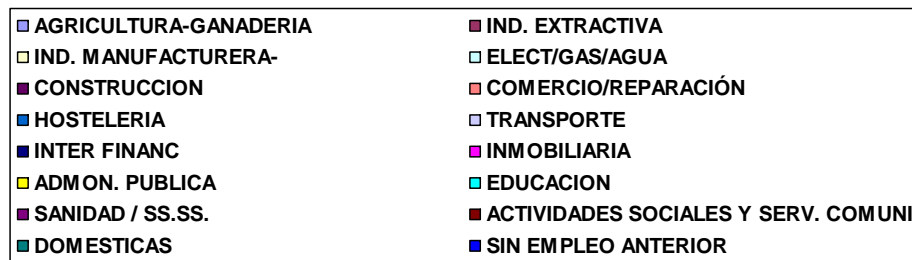 AGRICULTURA-GANADERIA IND. EXTRACTIVA
IND. MANUFACTURERA- ELECT/GAS/AGUA
CONSTRUCCION COMERCIO/REPARACIÓN
HOSTELERIA TRANSPORTE
INTER FINANC INMOBILIARIA
ADMON. PUBLICA EDUCACION
SANIDAD / SS.SS. ACTIVIDADES SOCIALES Y SERV. COMUNI
DOMESTICAS SIN EMPLEO ANTERIOR